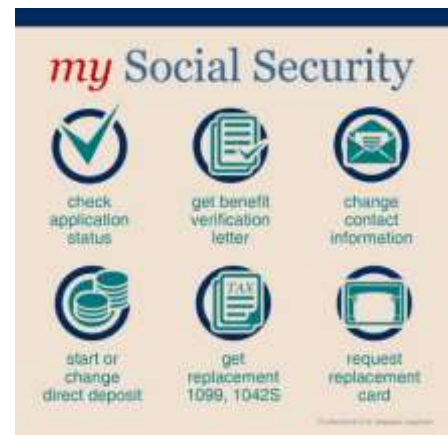 my Social Security
check
application
status
get benefit
verification
letter
change
contact
information
start or
change
direct deposit
TAX
get
replacement
1099, 1042S
request
replacement
card